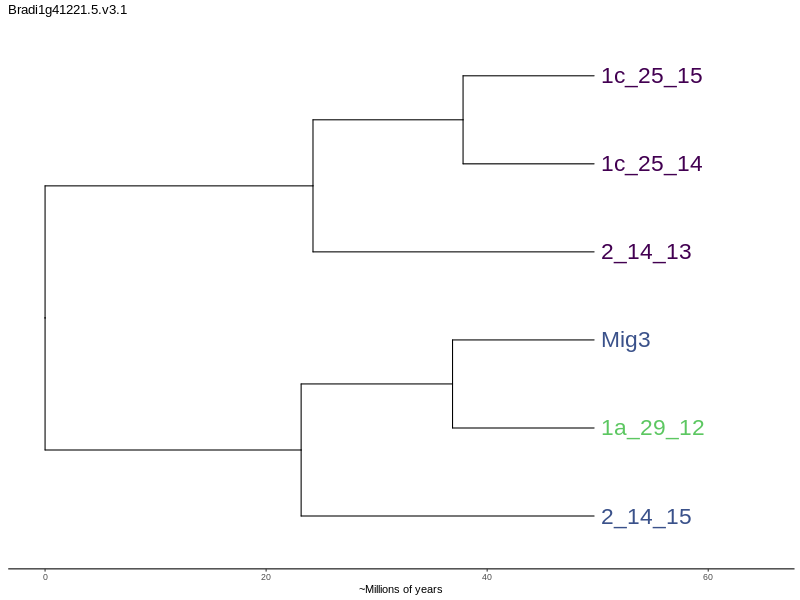 Bradi1g41221.5.v3.1
1c_25_15
1c_25_14
2_14_13
Mig3
1a_29_12
2_14_15
0 20 40 60
~Millions of years